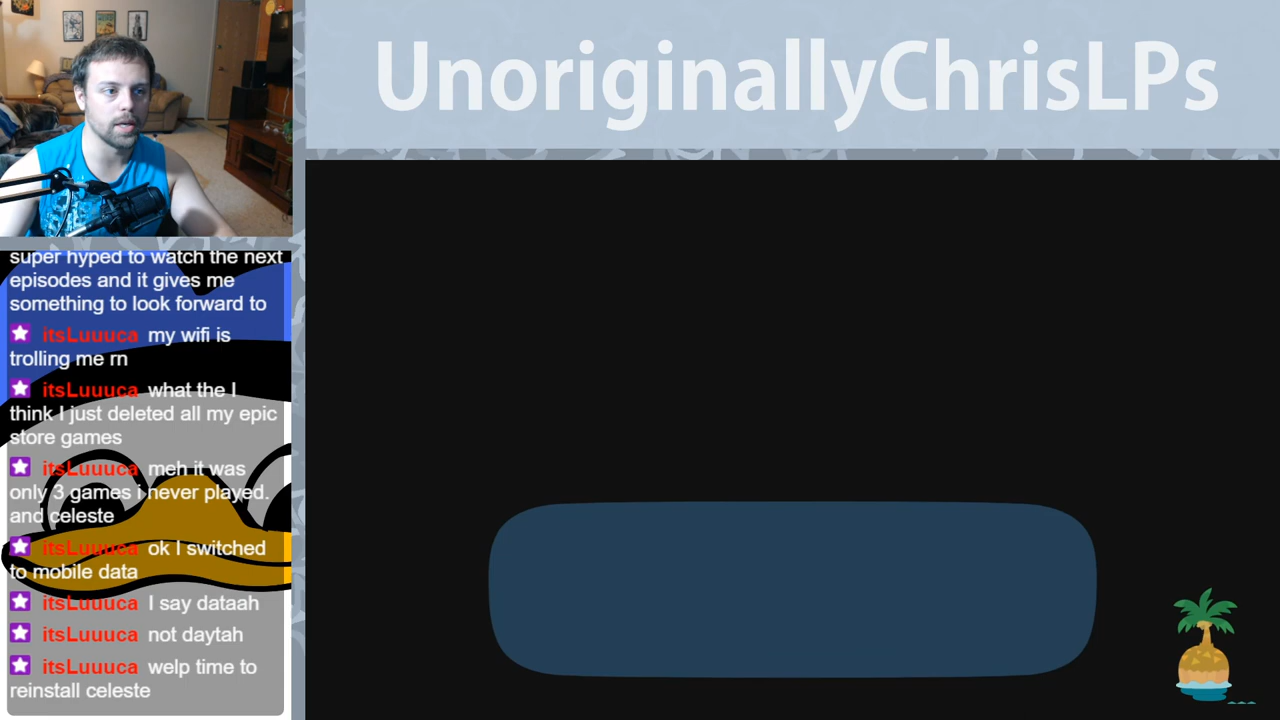 UnoriginallyChrisLPs
super hyped to watch the next
episodes and it gives me
something to look forward to
itsLuuuca my wifi is
trolling me rn
itsLuuuca what the I
think I just deleted all my epic
store games
itsLuuuca meh it was
only 3 games i never played.
and celeste
itsLuuuca ok I switched
to mobile data
itsLuuuca I say dataah
itsLuuuca not daytah
itsLuuuca welp time to
reinstall celeste